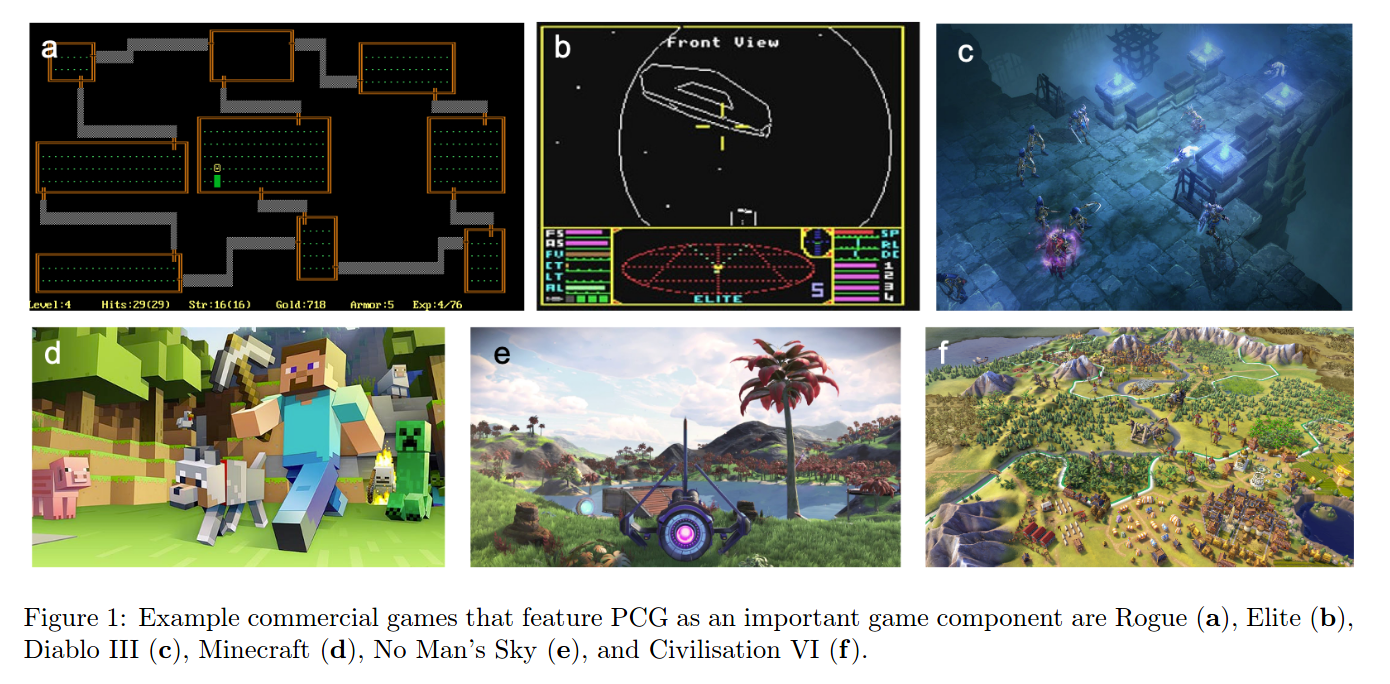 a
b
c
Front View
Level:4 Hits:29(29) Str:16(16) Gold:718 Armor:5 Exp:4/76
FS
AS
FV
CT
LT
AL
SP
RL
DC
1
2
3
4
S
ELITE
d
e
f
Figure 1: Example commercial games that feature PCG as an important game component are Rogue (a), Elite (b),
Diablo III (c), Minecraft (d), No Man's Sky (e), and Civilisation VI (f).